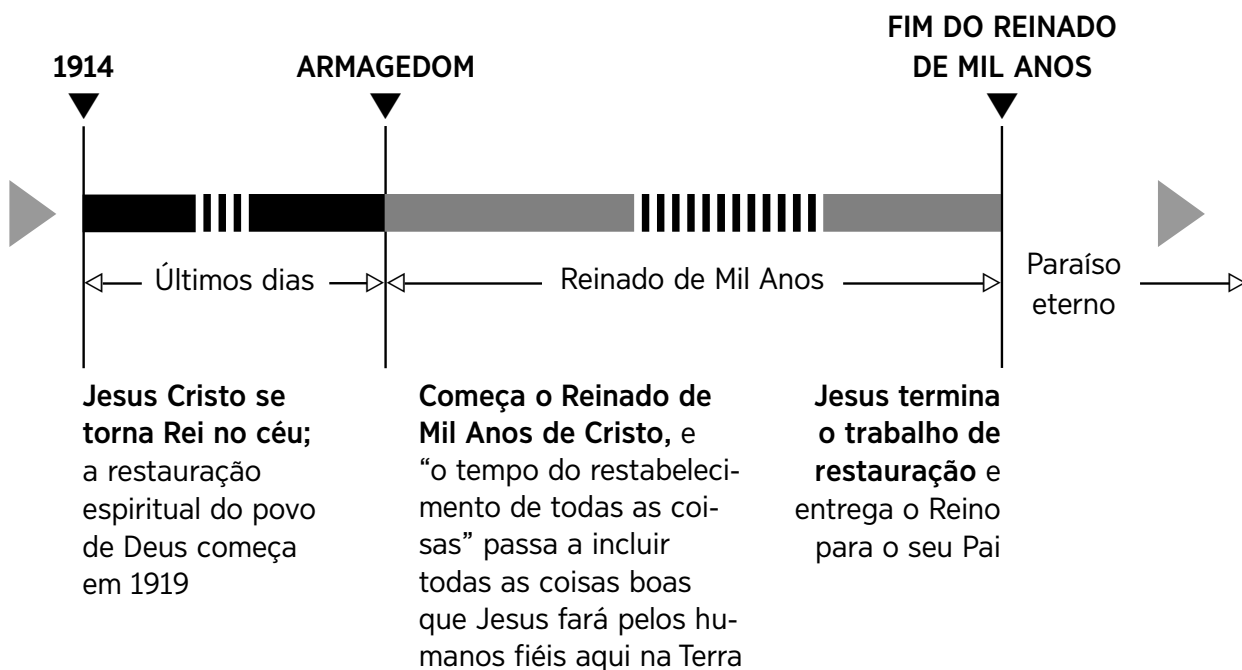 1914
ARMAGEDOM
FIM DO REINADO
DE MIL ANOS
Últimos dias
Reinado de Mil Anos
Paraíso
eterno
Jesus Cristo se
torna Rei no céu;
a restauração
espiritual do povo
de Deus começa
em 1919
Começa o Reinado de
Mil Anos de Cristo, e
“o tempo do restabeleci-
mento de todas as coi-
sas” passa a incluir
todas as coisas boas
que Jesus fará pelos hu-
manos fiéis aqui na Terra
Jesus termina
o trabalho de
restauração e
entrega o Reino
para o seu Pai